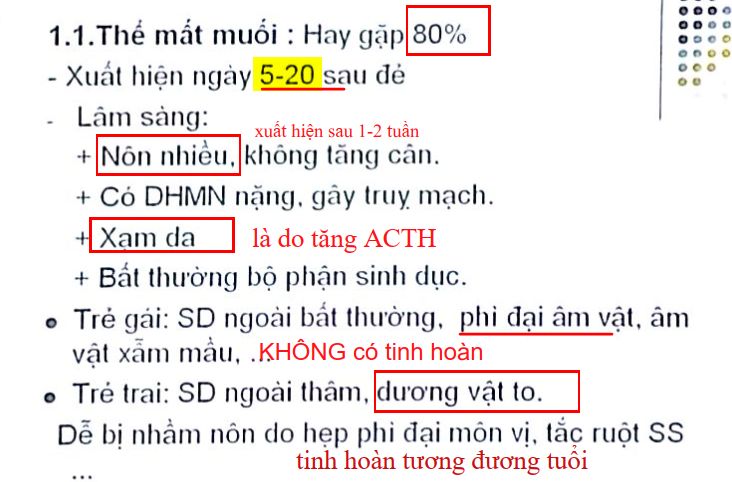 1.1.Thể mất muối : Hay gặp 80%
- Xuất hiện ngày 5-20 sau đẻ
- Lâm sàng:
xuất hiện sau 1-2 tuần
+ Nôn nhiều, không tăng cân.
+ Có DHMN nặng, gây truỵ mạch.
+ Xạm da là do tăng ACTH
+ Bất thường bộ phận sinh dục.
• Trẻ gái: SD ngoài bất thường, phì đại âm vật, âm
vật xẫm mầu, ... KHÔNG có tinh hoàn
• Trẻ trai: SD ngoài thâm, dương vật to.
Dễ bị nhầm nôn do hẹp phì đại môn vị, tắc ruột SS
... tinh hoàn tương đương tuổi